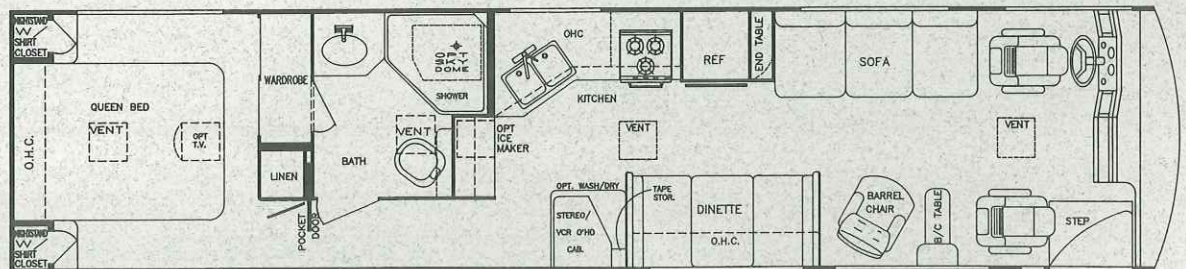 NIGHTSTAND
W
SHIRT
CLOSET
O.H.C.
QUEEN BED
VENT
OPT
T.V.
NIGHTSTAND
W
SHIRT
CLOSET
WARDROBE
LINEN
POCKET
DOOR
BATH
VENT
OPT
SKY
DOME
SHOWER
OPT
ICE
MAKER
OHC
KITCHEN
REF
END TABLE
VENT
SOFA
VENT
OPT. WASH/DRY
STEREO/
VCR O'HD
CAB.
TAPE
STOR.
DINETTE
O.H.C.
BARREL
CHAIR
B/C TABLE
STEP